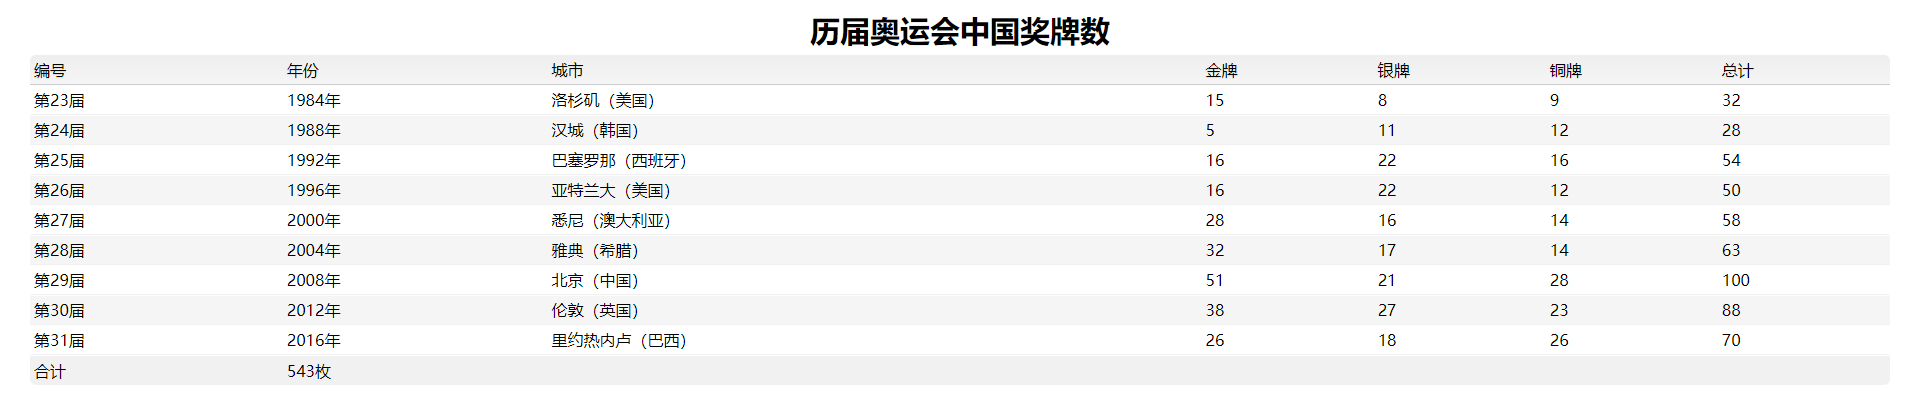 历届奥运会中国奖牌数
编号 年份 城市 金牌 银牌 铜牌 总计
第23届 1984年 洛杉矶（美国） 15 8 9 32
第24届 1988年 汉城（韩国） 5 11 12 28
第25届 1992年 巴塞罗那（西班牙） 16 22 16 54
第26届 1996年 亚特兰大（美国） 16 22 12 50
第27届 2000年 悉尼（澳大利亚） 28 16 14 58
第28届 2004年 雅典（希腊） 32 17 14 63
第29届 2008年 北京（中国） 51 21 28 100
第30届 2012年 伦敦（英国） 38 27 23 88
第31届 2016年 里约热内卢（巴西） 26 18 26 70
合计 543枚